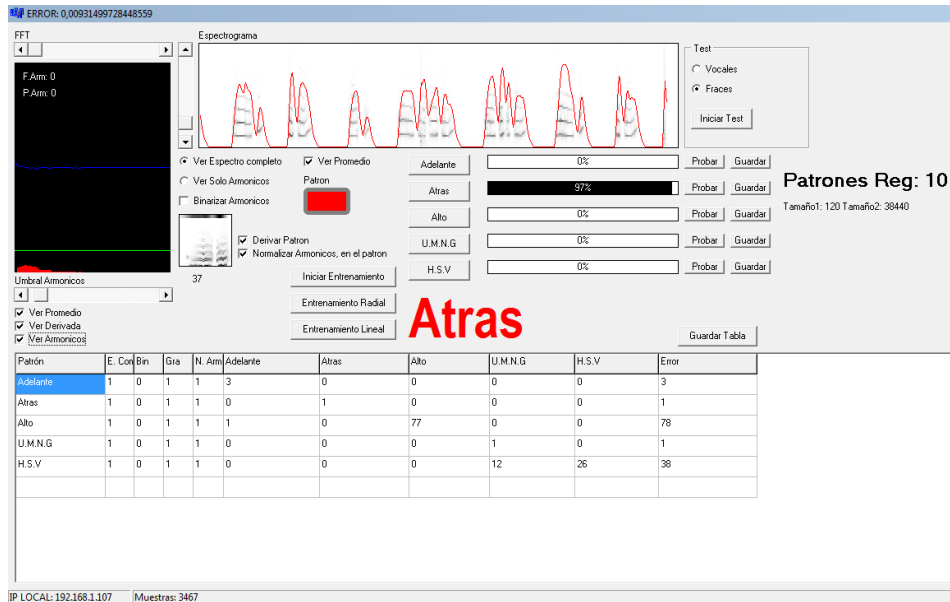 ERROR: 0,00931499728448559
FFT
Espectrograma
F.Arm: 0
P.Arm: 0
Test
Vocales
Fraces
Iniciar Test
Ver Espectro completo
Ver Promedio
Ver Solo Armonicos
Patron
Binarizar Armonicos
Adelante 0% Probar Guardar
Atras 97% Probar Guardar
Alto 0% Probar Guardar
U.M.N.G 0% Probar Guardar
H.S.V 0% Probar Guardar
Patrones Reg: 10
Tamaño1: 120 Tamaño2: 38440
Derivar Patron
Normalizar Armonicos, en el patron
37
Iniciar Entrenamiento
Entrenamiento Radial
Entrenamiento Lineal
Umbral Armonicos
Ver Promedio
Ver Derivada
Ver Armonicos
Atras
Guardar Tabla
Patrón E. Con Bin Gra N. Arm Adelante Atras Alto U.M.N.G H.S.V Error
Adelante 1 0 1 1 3 0 0 0 0 3
Atras 1 0 1 1 0 1 0 0 0 1
Alto 1 0 1 1 1 0 77 0 0 78
U.M.N.G 1 0 1 1 0 0 0 1 0 1
H.S.V 1 0 1 1 0 0 0 12 26 38
IP LOCAL: 192.168.1.107 Muestras: 3467